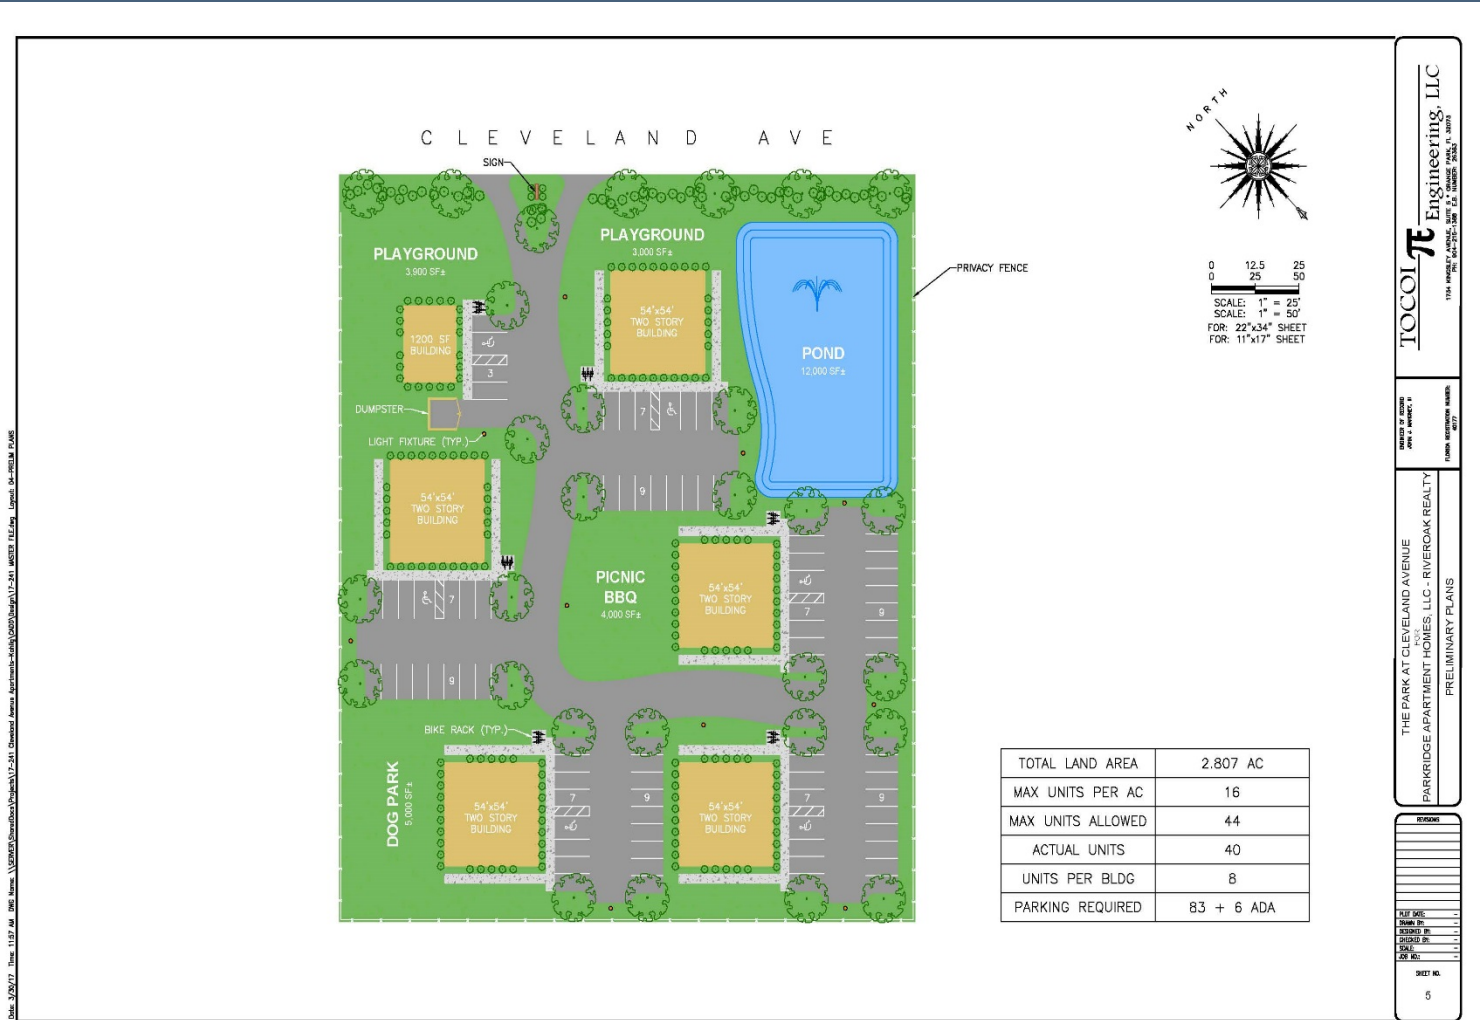 CLEVELAND AVE
SIGN
NORTH
PLAYGROUND
3,900 SF±
PLAYGROUND
3,000 SF±
PRIVACY FENCE
0 12.5 25
0 25 50
SCALE: 1" = 25'
SCALE: 1" = 50'
FOR: 22"x34" SHEET
FOR: 11"x17" SHEET
1200 SF
BUILDING
3
54'x54'
TWO STORY
BUILDING
POND
12,000 SF±
DUMPSTER
LIGHT FIXTURE (TYP.)
7
9
54'x54'
TWO STORY
BUILDING
7
9
PICNIC
BBQ
4,000 SF±
54'x54'
TWO STORY
BUILDING
7
9
BIKE RACK (TYP.)
DOG PARK
5,000 SF±
54'x54'
TWO STORY
BUILDING
7
9
54'x54'
TWO STORY
BUILDING
7
9
TOTAL LAND AREA 2.807 AC
MAX UNITS PER AC 16
MAX UNITS ALLOWED 44
ACTUAL UNITS 40
UNITS PER BLDG 8
PARKING REQUIRED 83 + 6 ADA
TOCOI π Engineering, LLC
THE PARK AT CLEVELAND AVENUE
FOR
PARKRIDGE APARTMENT HOMES, LLC - RIVEROAK REALTY
PRELIMINARY PLANS
REVISIONS
PLOT DATE: -
DRAWN BY: -
DESIGNED BY: -
CHECKED BY: -
SCALE: -
JOB NO.: -
SHEET NO.
5